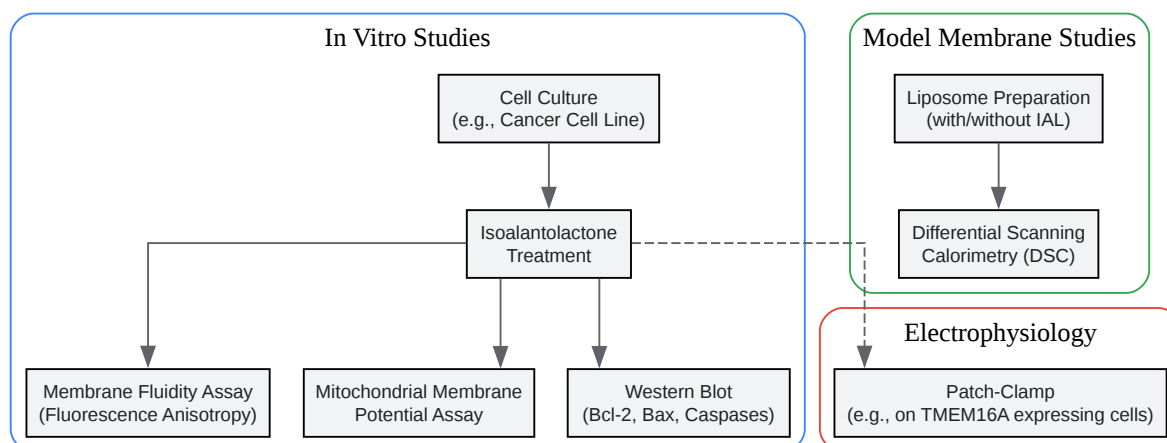 In Vitro Studies
Cell Culture
(e.g., Cancer Cell Line)
Isoalantolactone
Treatment
Membrane Fluidity Assay
(Fluorescence Anisotropy)
Mitochondrial Membrane
Potential Assay
Western Blot
(Bcl-2, Bax, Caspases)
Model Membrane Studies
Liposome Preparation
(with/without IAL)
Differential Scanning
Calorimetry (DSC)
Electrophysiology
Patch-Clamp
(e.g., on TMEM16A expressing cells)